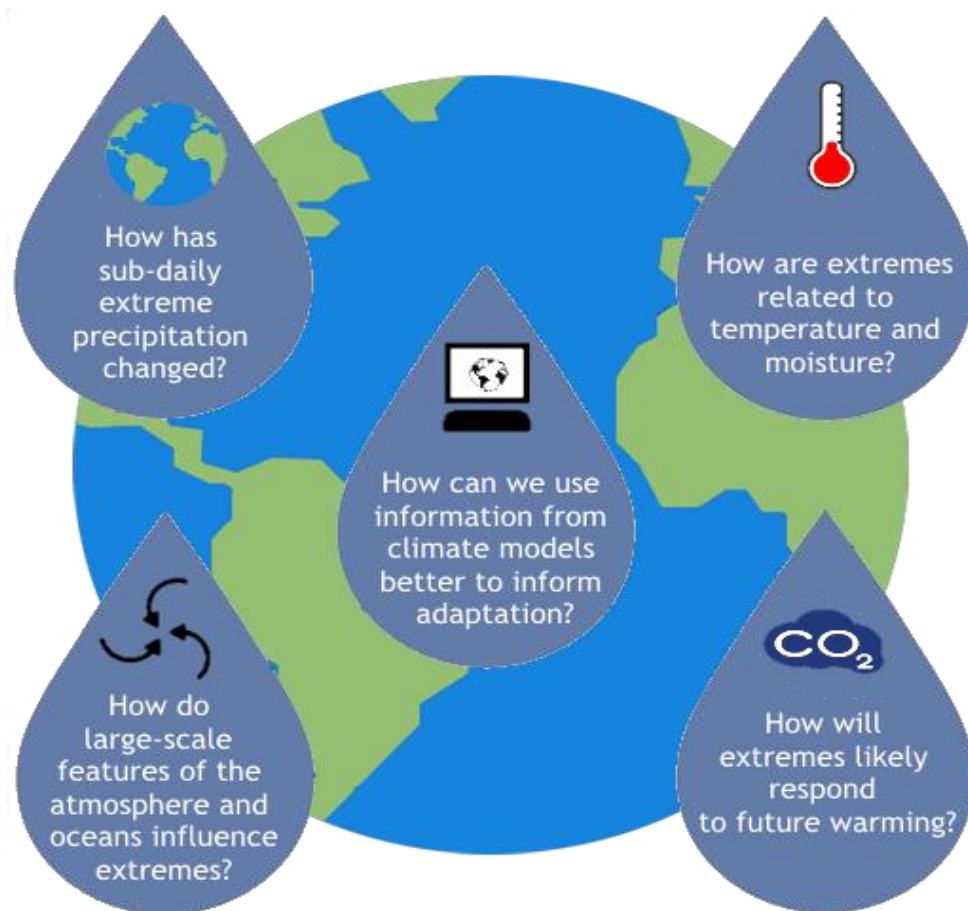 How has
sub-daily
extreme
precipitation
changed?
How are extremes
related to
temperature and
moisture?
How can we use
information from
climate models
better to inform
adaptation?
How do
large-scale
features of the
atmosphere and
oceans influence
extremes?
CO₂
How will
extremes likely
respond
to future warming?